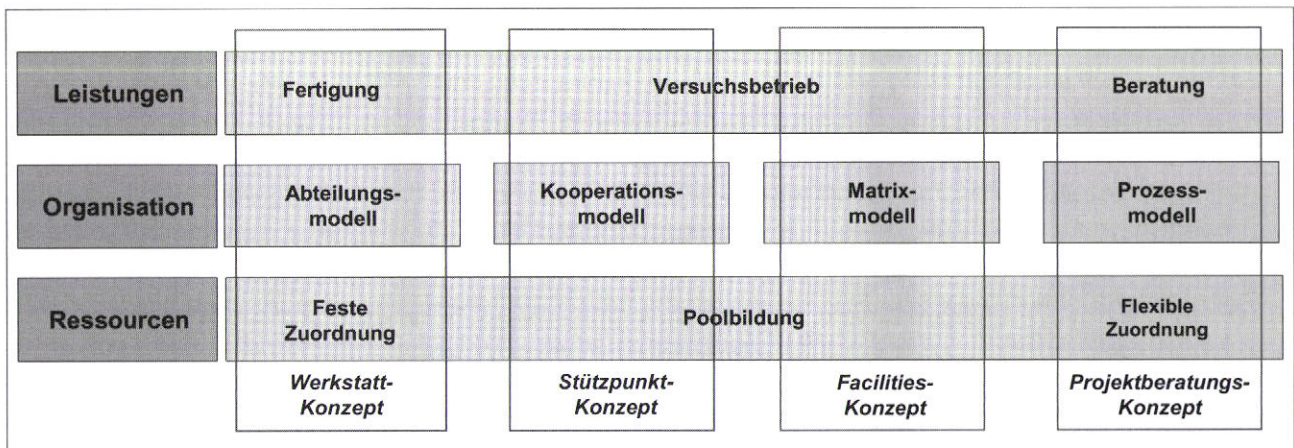 Leistungen
Fertigung
Versuchsbetrieb
Beratung
Organisation
Abteilungs-
modell
Kooperations-
modell
Matrix-
modell
Prozess-
modell
Ressourcen
Feste
Zuordnung
Poolbildung
Flexible
Zuordnung
Werkstatt-
Konzept
Stützpunkt-
Konzept
Facilities-
Konzept
Projektberatungs-
Konzept